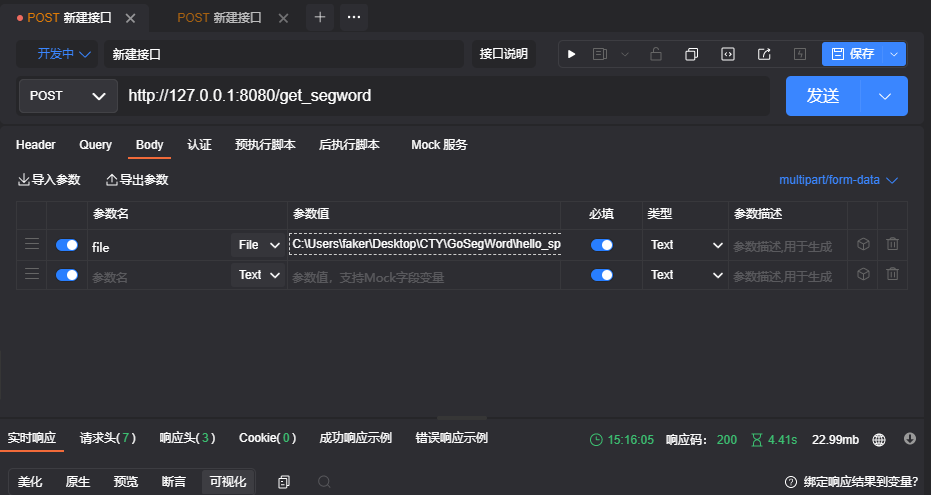 POST 新建接口
POST 新建接口
开发中
新建接口
接口说明
保存
POST
http://127.0.0.1:8080/get_segword
发送
Header Query Body 认证 预执行脚本 后执行脚本 Mock 服务
导入参数 导出参数 multipart/form-data
参数名 参数值 必填 类型 参数描述
file File C:\Users\faker\Desktop\CTY\GoSegWord\hello_sp Text 参数描述,用于生成
参数名 Text 参数值，支持Mock字段变量 Text 参数描述,用于生成
实时响应 请求头(7) 响应头(3) Cookie(0) 成功响应示例 错误响应示例 15:16:05 响应码: 200 4.41s 22.99mb
美化 原生 预览 断言 可视化 绑定响应结果到变量?